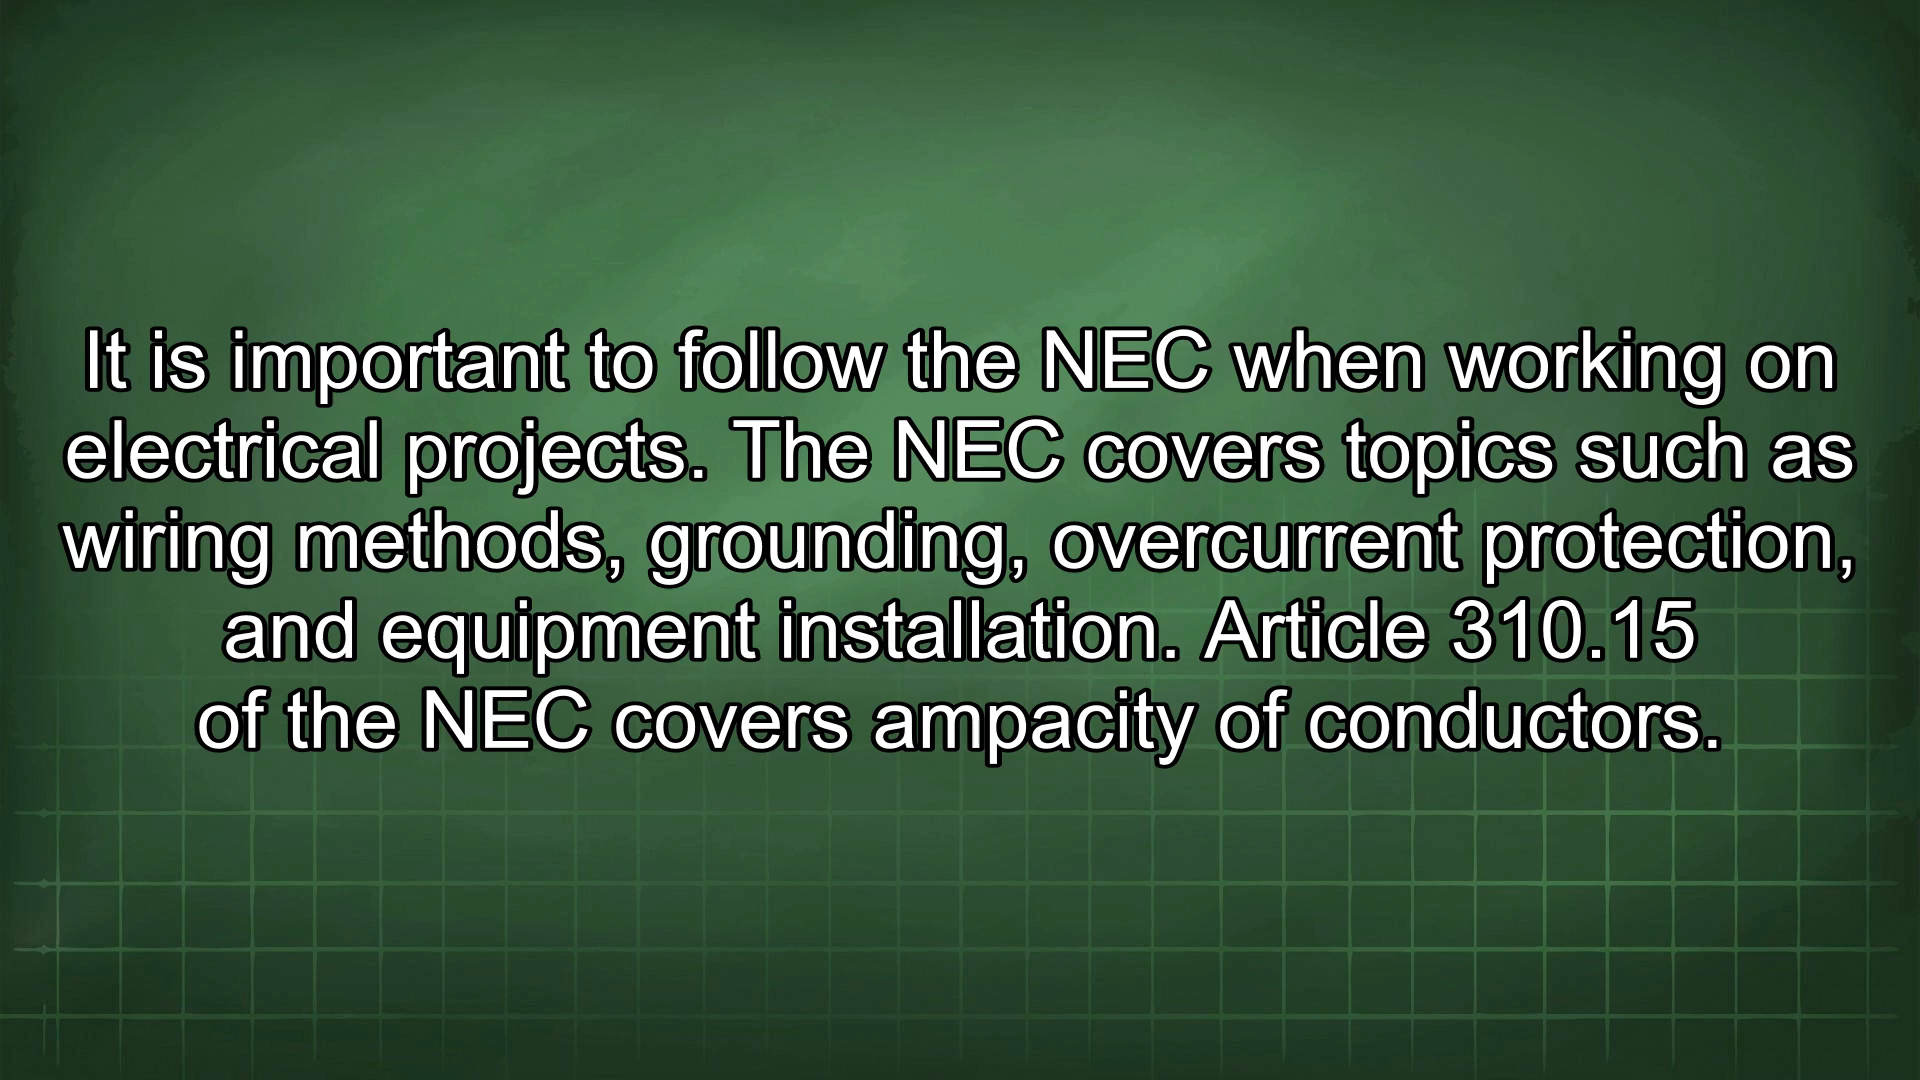 It is important to follow the NEC when working on
electrical projects. The NEC covers topics such as
wiring methods, grounding, overcurrent protection,
and equipment installation. Article 310.15
of the NEC covers ampacity of conductors.